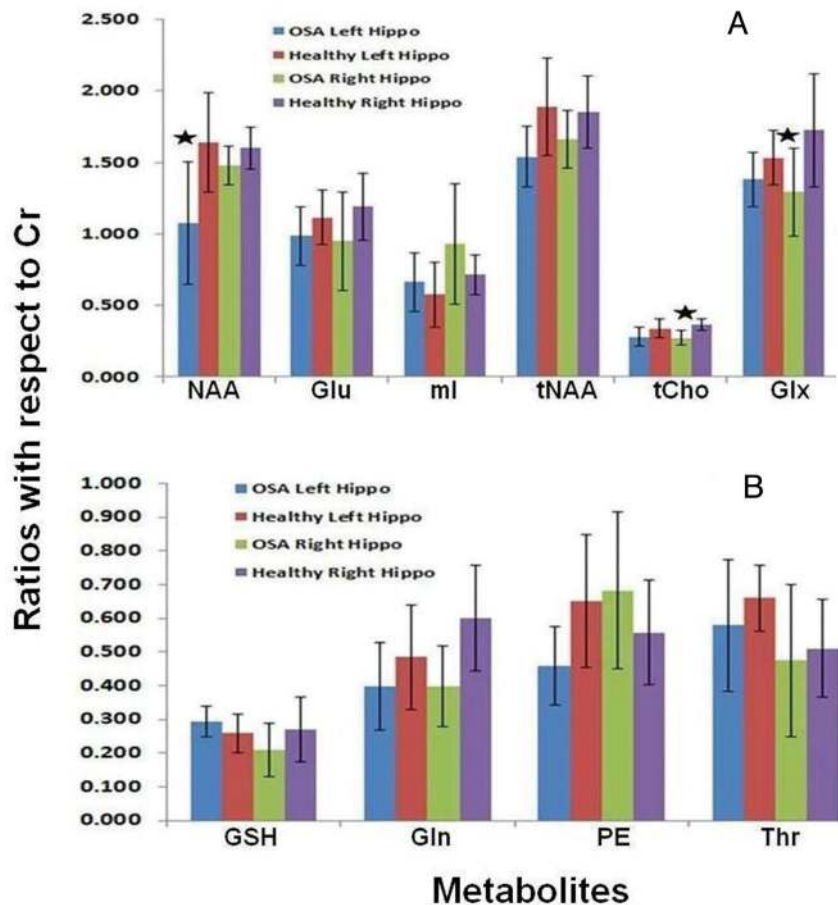 A
2.500
2.000
1.500
1.000
0.500
0.000
OSA Left Hippo
Healthy Left Hippo
OSA Right Hippo
Healthy Right Hippo
NAA Glu mI tNAA tCho Glx
B
1.000
0.900
0.800
0.700
0.600
0.500
0.400
0.300
0.200
0.100
0.000
OSA Left Hippo
Healthy Left Hippo
OSA Right Hippo
Healthy Right Hippo
GSH Gln PE Thr
Ratios with respect to Cr
Metabolites